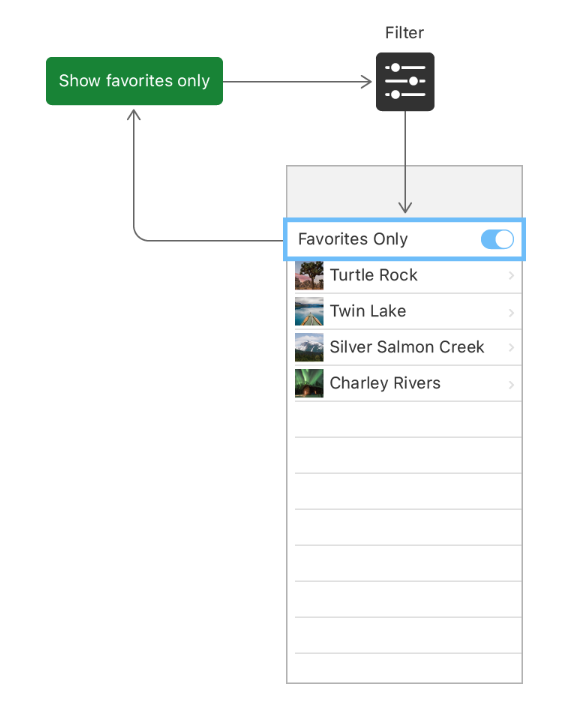 Filter
Show favorites only
Favorites Only
Turtle Rock
Twin Lake
Silver Salmon Creek
Charley Rivers